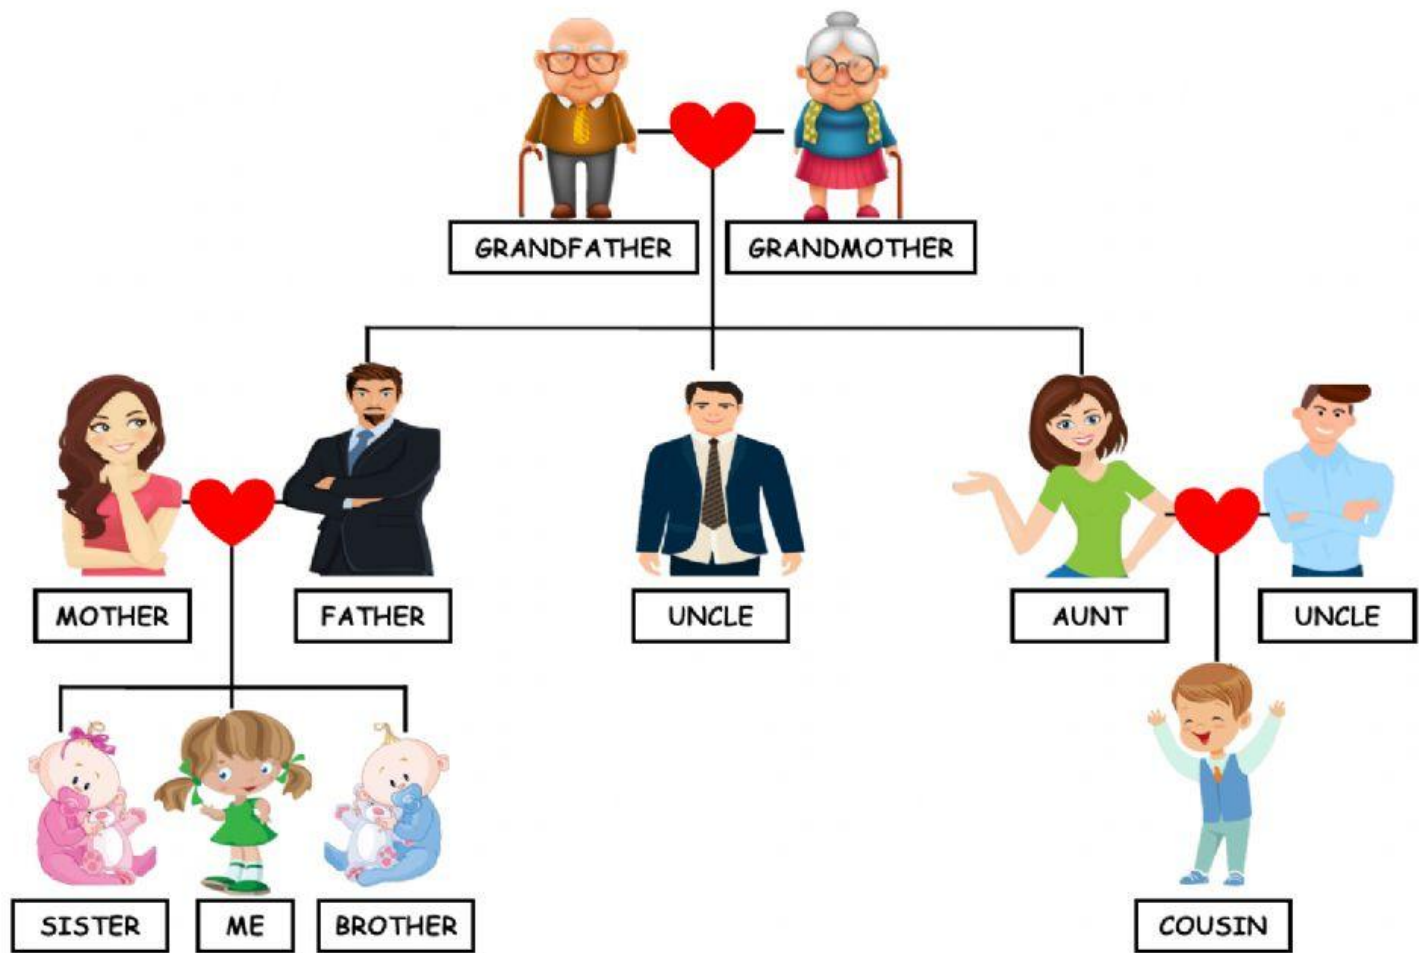 GRANDFATHER
GRANDMOTHER
MOTHER
FATHER
UNCLE
AUNT
UNCLE
SISTER
ME
BROTHER
COUSIN